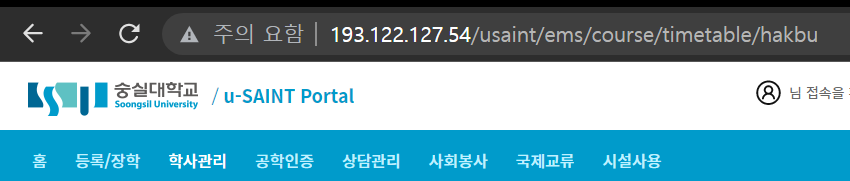 주의 요함 | 193.122.127.54/usaint/ems/course/timetable/hakbu
숭실대학교
Soongsil University
/ u-SAINT Portal
님 접속을
홈 등록/장학 학사관리 공학인증 상담관리 사회봉사 국제교류 시설사용